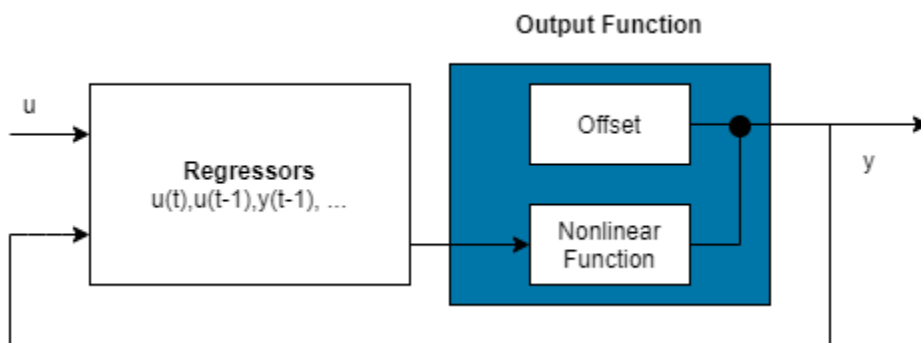 Output Function
u
Offset
Regressors
u(t),u(t-1),y(t-1), ...
y
Nonlinear
Function